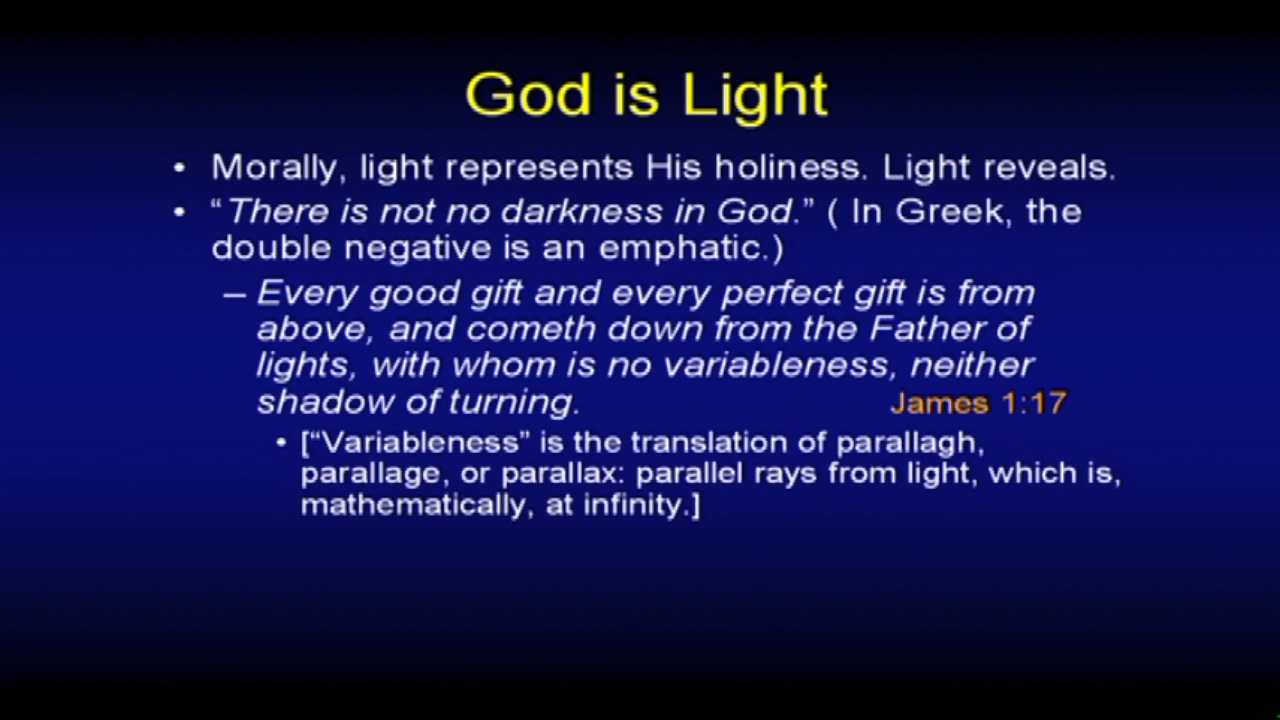 God is Light
• Morally, light represents His holiness. Light reveals.
• “There is not no darkness in God.” ( In Greek, the
double negative is an emphatic.)
– Every good gift and every perfect gift is from
above, and cometh down from the Father of
lights, with whom is no variableness, neither
shadow of turning. James 1:17
• [“Variableness” is the translation of parallagh,
parallage, or parallax: parallel rays from light, which is,
mathematically, at infinity.]